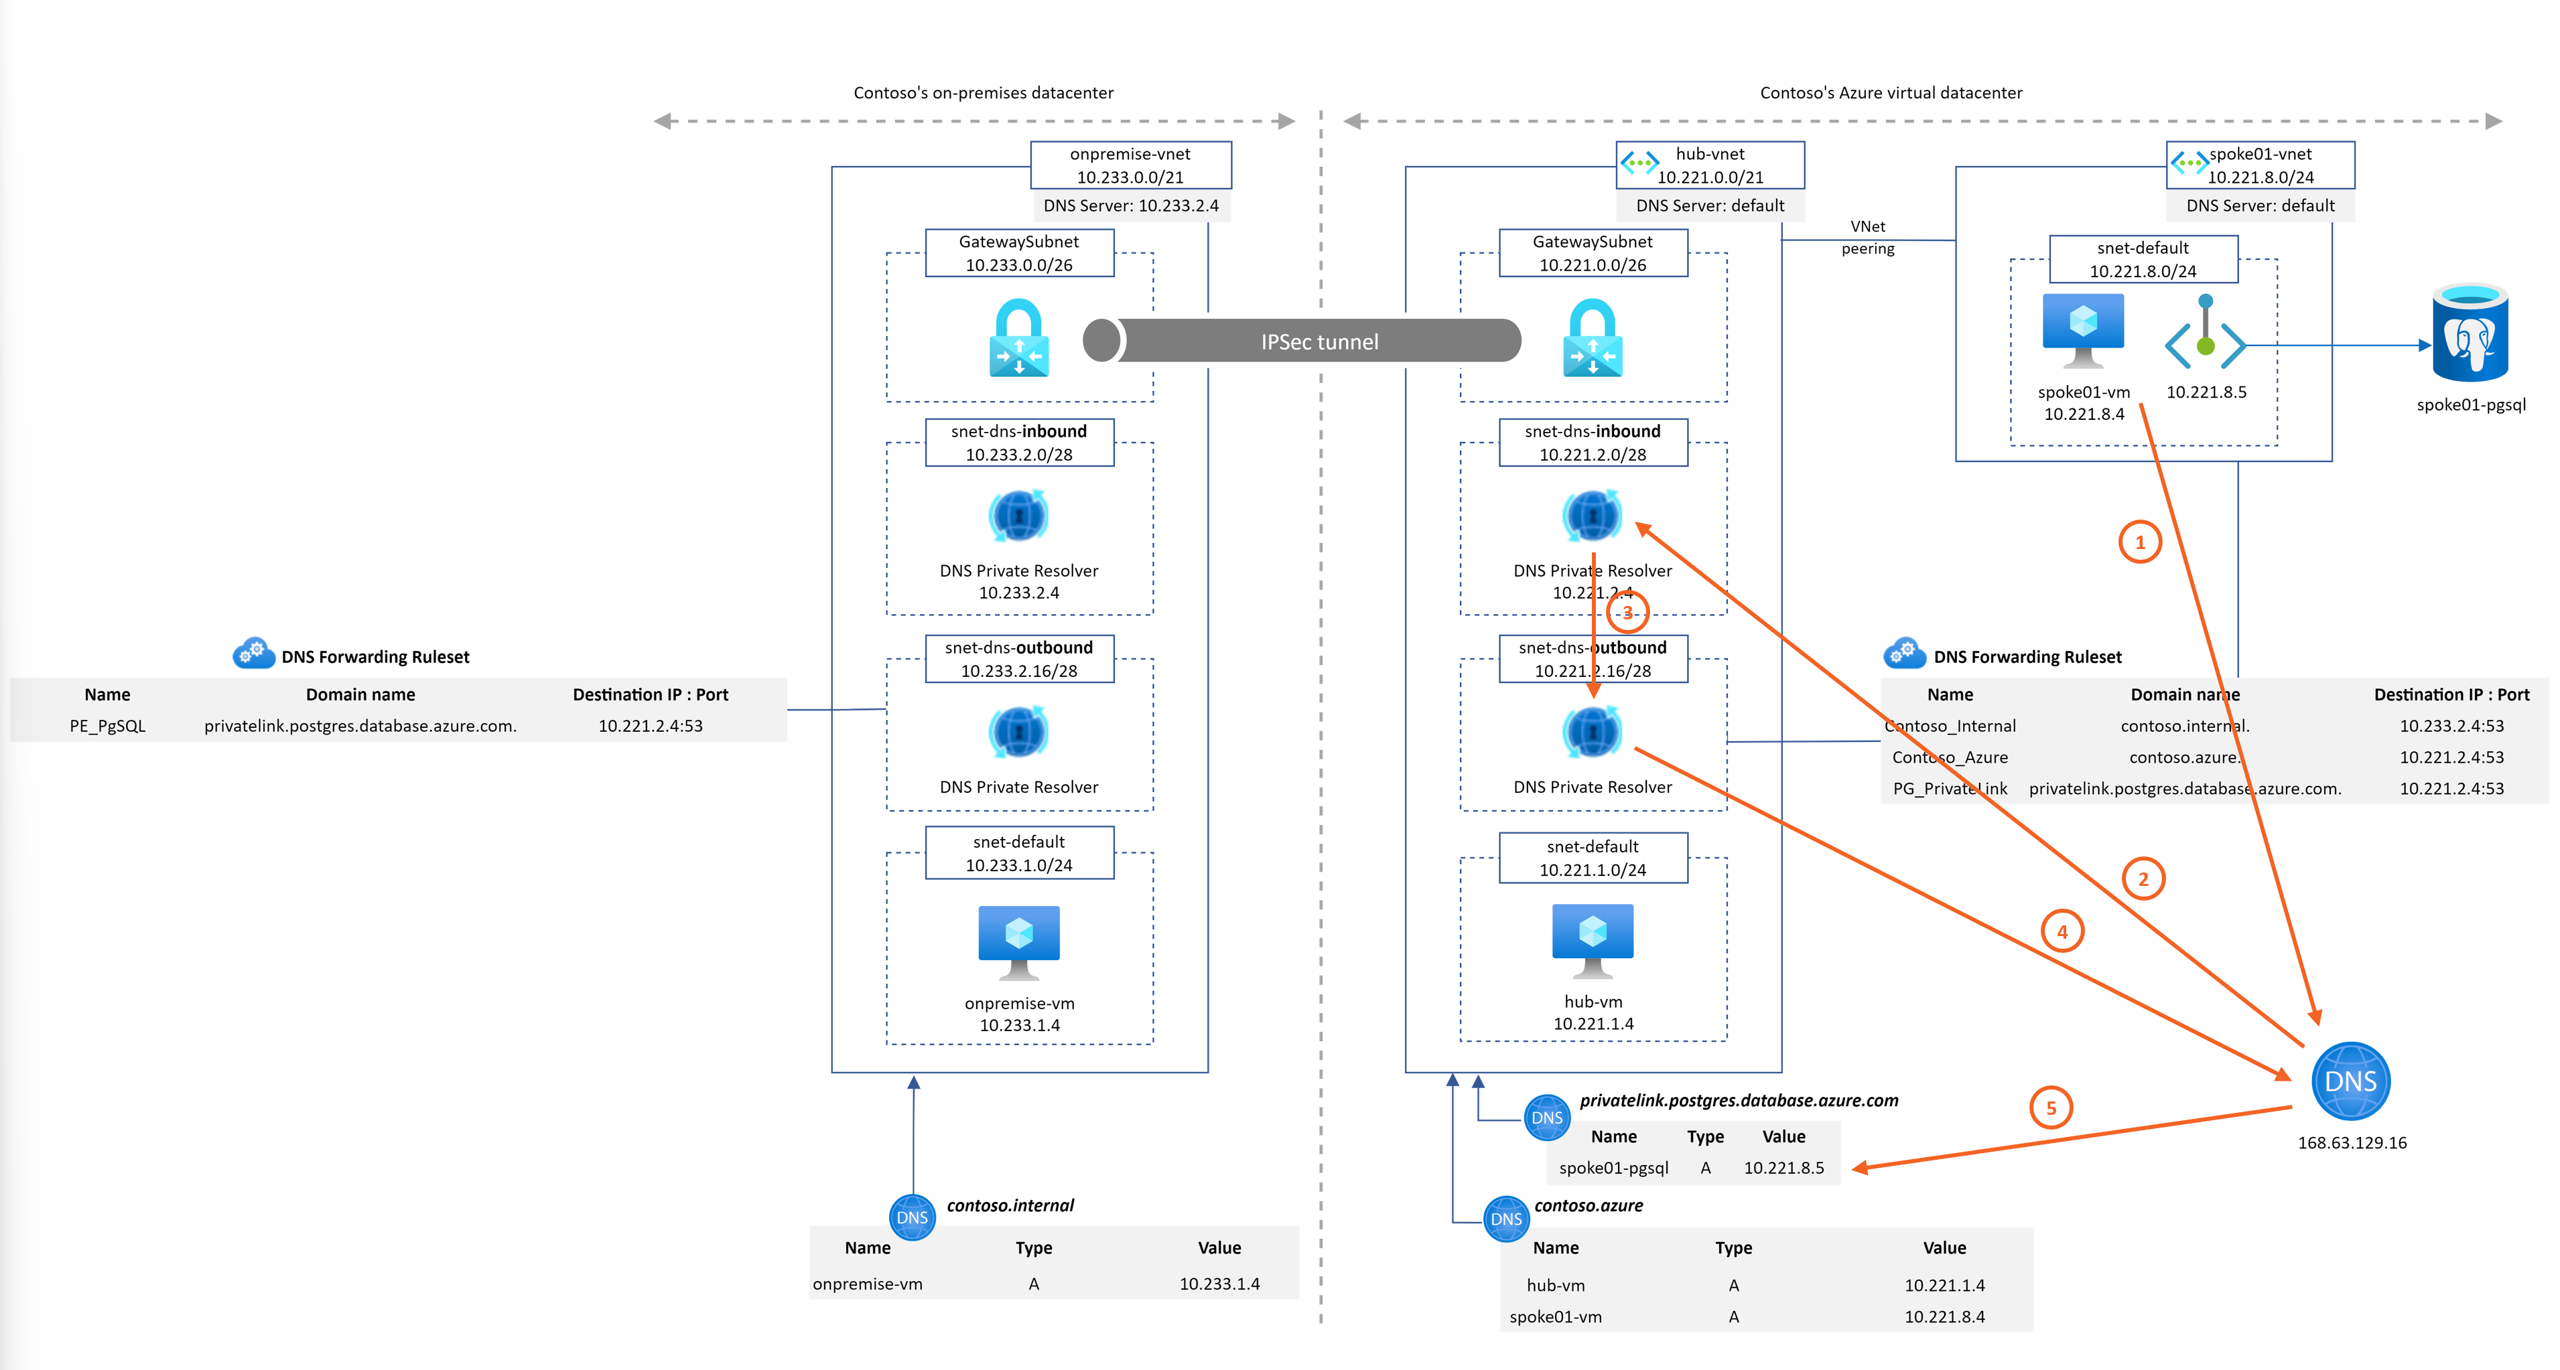 Contoso's on-premises datacenter
Contoso's Azure virtual datacenter
onpremise-vnet
10.233.0.0/21
DNS Server: 10.233.2.4
GatewaySubnet
10.233.0.0/26
IPSec tunnel
snet-dns-inbound
10.233.2.0/28
DNS Private Resolver
10.233.2.4
snet-dns-outbound
10.233.2.16/28
DNS Private Resolver
snet-default
10.233.1.0/24
onpremise-vm
10.233.1.4
DNS Forwarding Ruleset
Name Domain name Destination IP : Port
PE_PgSQL privatelink.postgres.database.azure.com. 10.221.2.4:53
DNS
contoso.internal
Name Type Value
onpremise-vm A 10.233.1.4
hub-vnet
10.221.0.0/21
DNS Server: default
GatewaySubnet
10.221.0.0/26
snet-dns-inbound
10.221.2.0/28
DNS Private Resolver
10.221.2.4
3
snet-dns-outbound
10.221.2.16/28
DNS Private Resolver
snet-default
10.221.1.0/24
hub-vm
10.221.1.4
VNet
peering
spoke01-vnet
10.221.8.0/24
DNS Server: default
snet-default
10.221.8.0/24
spoke01-vm
10.221.8.4
10.221.8.5
spoke01-pgsql
1
DNS Forwarding Ruleset
Name Domain name Destination IP : Port
Contoso_Internal contoso.internal. 10.233.2.4:53
Contoso_Azure contoso.azure. 10.221.2.4:53
PG_PrivateLink privatelink.postgres.database.azure.com. 10.221.2.4:53
2
4
DNS
168.63.129.16
5
DNS
privatelink.postgres.database.azure.com
Name Type Value
spoke01-pgsql A 10.221.8.5
DNS
contoso.azure
Name Type Value
hub-vm A 10.221.1.4
spoke01-vm A 10.221.8.4